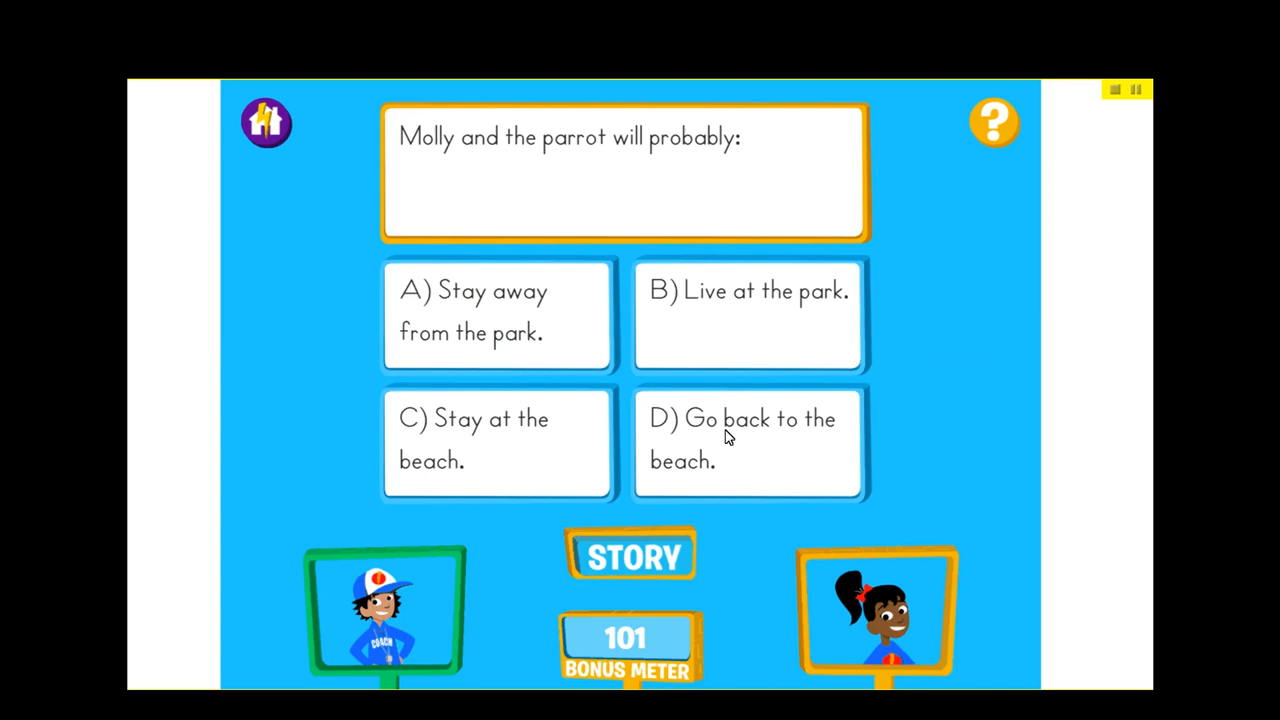 Molly and the parrot will probably:
A) Stay away
from the park.
B) Live at the park.
C) Stay at the
beach.
D) Go back to the
beach.
STORY
COACH
101
BONUS METER